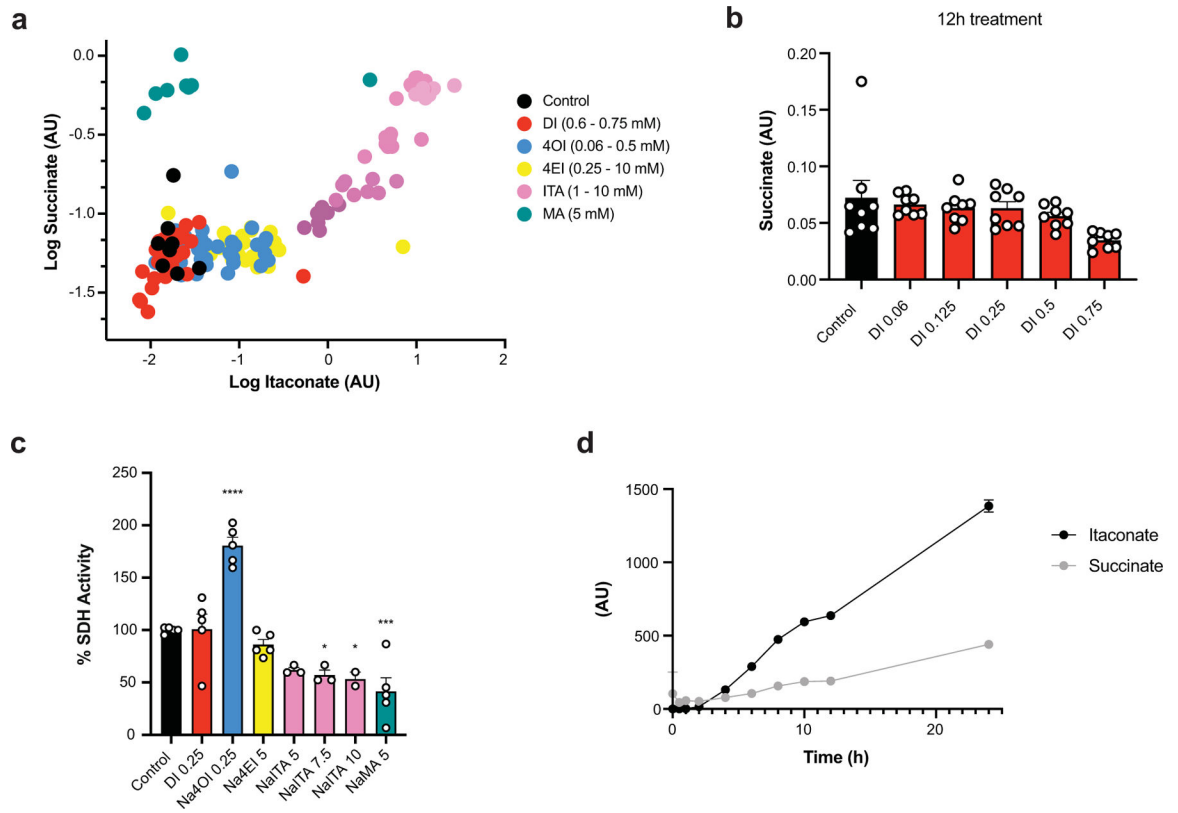 a
0.0
-0.5
-1.0
-1.5
Log Succinate (AU)
-2
-1
0
1
2
Log Itaconate (AU)
Control
DI (0.6 - 0.75 mM)
4OI (0.06 - 0.5 mM)
4EI (0.25 - 10 mM)
ITA (1 - 10 mM)
MA (5 mM)
b
12h treatment
0.20
0.15
0.10
0.05
0.00
Succinate (AU)
Control
DI 0.06
DI 0.125
DI 0.25
DI 0.5
DI 0.75
c
250
200
150
100
50
0
% SDH Activity
****
*
*
***
Control
DI 0.25
Na4OI 0.25
Na4EI 5
NaITA 5
NaITA 7.5
NaITA 10
NaMA 5
d
1500
1000
500
0
(AU)
0
10
20
Time (h)
Itaconate
Succinate